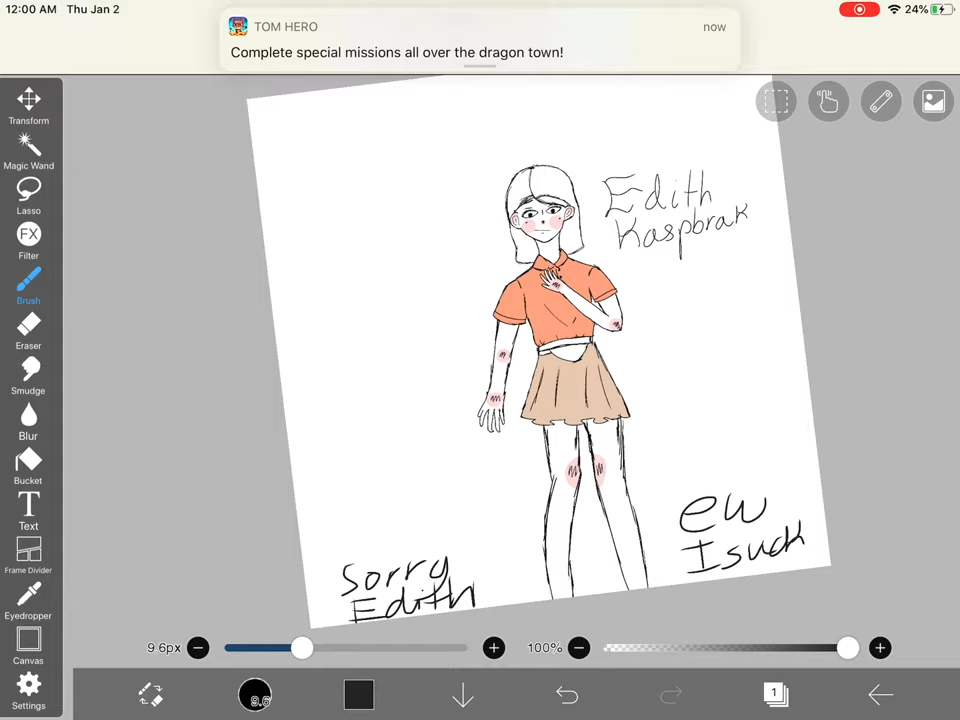 12:00 AM Thu Jan 2
24%
TOM HERO
now
Complete special missions all over the dragon town!
Transform
Magic Wand
Lasso
FX
Filter
Brush
Eraser
Smudge
Blur
Bucket
T
Text
Frame Divider
Eyedropper
Canvas
Settings
Edith
Kaspbrak
ew
I suck
Sorry
Edith
9.6px
100%
9.6
1